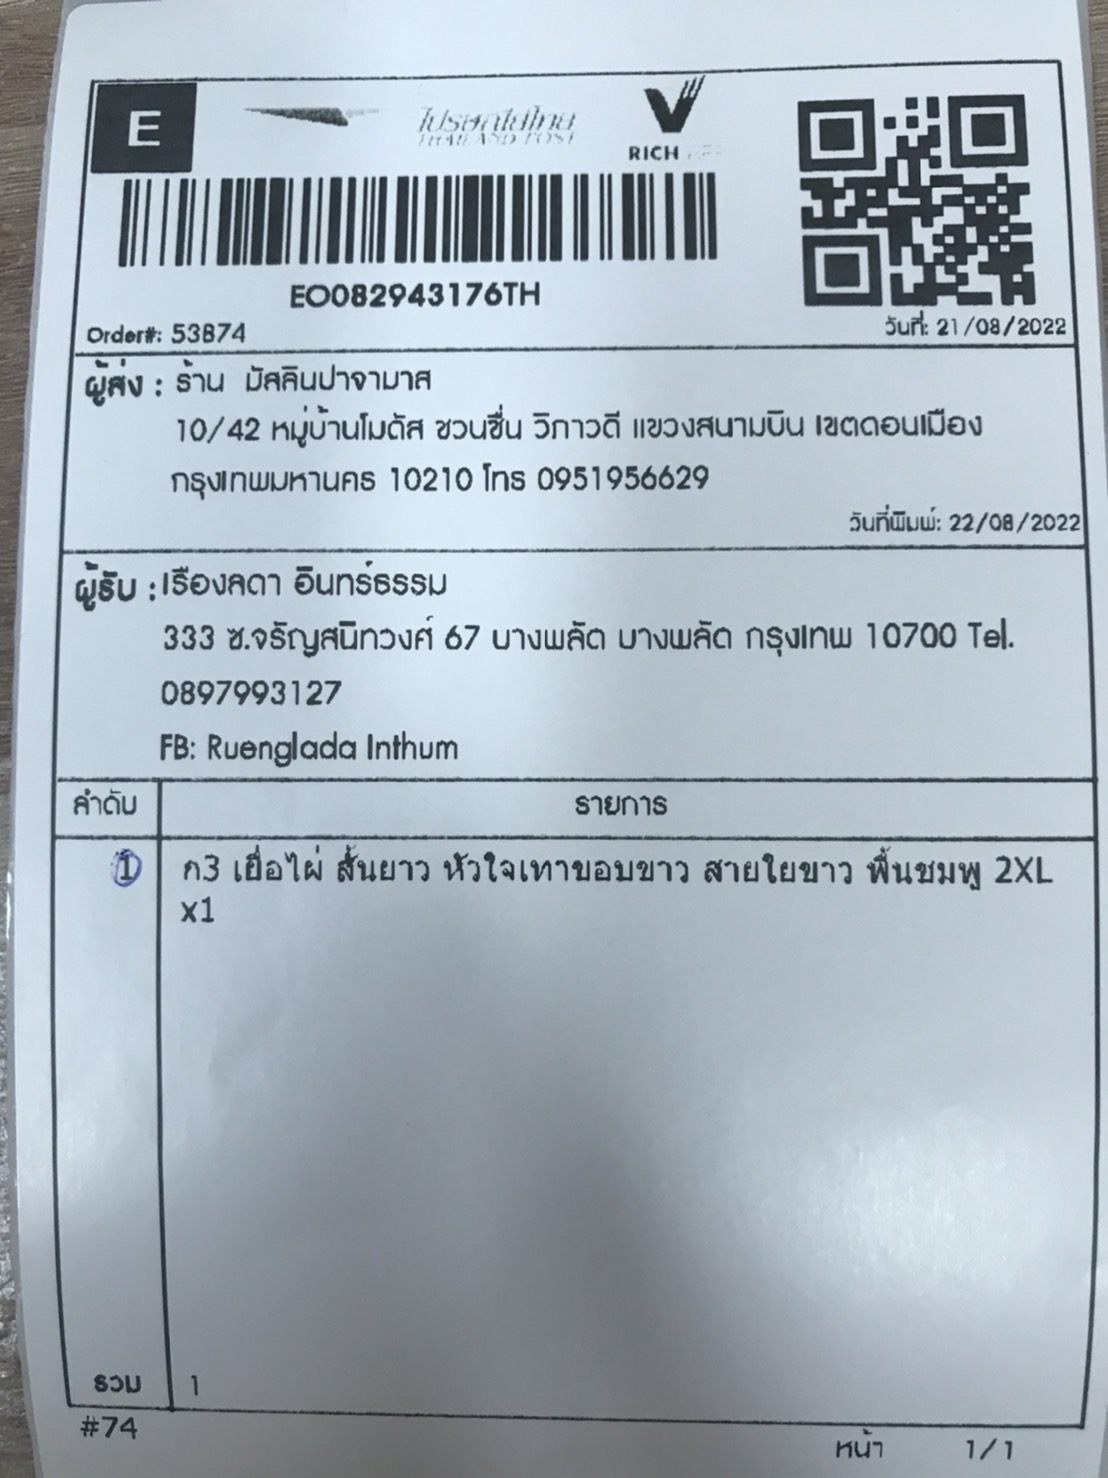 E
ไปรษณีย์ไทย
THAILAND POST
RICH APP
EO082943176TH
Order#: 53874
วันที่: 21/08/2022
ผู้ส่ง : ร้าน มัสลินปาจามาส
10/42 หมู่บ้านโมดัส ชวนชื่น วิภาวดี แขวงสนามบิน เขตดอนเมือง
กรุงเทพมหานคร 10210 โทร 0951956629
วันที่พิมพ์: 22/08/2022
ผู้รับ : เรืองลดา อินทร์ธรรม
333 ซ.จรัญสนิทวงศ์ 67 บางพลัด บางพลัด กรุงเทพ 10700 Tel.
0897993127
FB: Ruenglada Inthum
ลำดับ รายการ
1 ก3 เยื่อไผ่ สั้นยาว หัวใจเทาขอบขาว สายใยขาว พื้นชมพู 2XL
x1
รวม 1
#74
หน้า 1/1